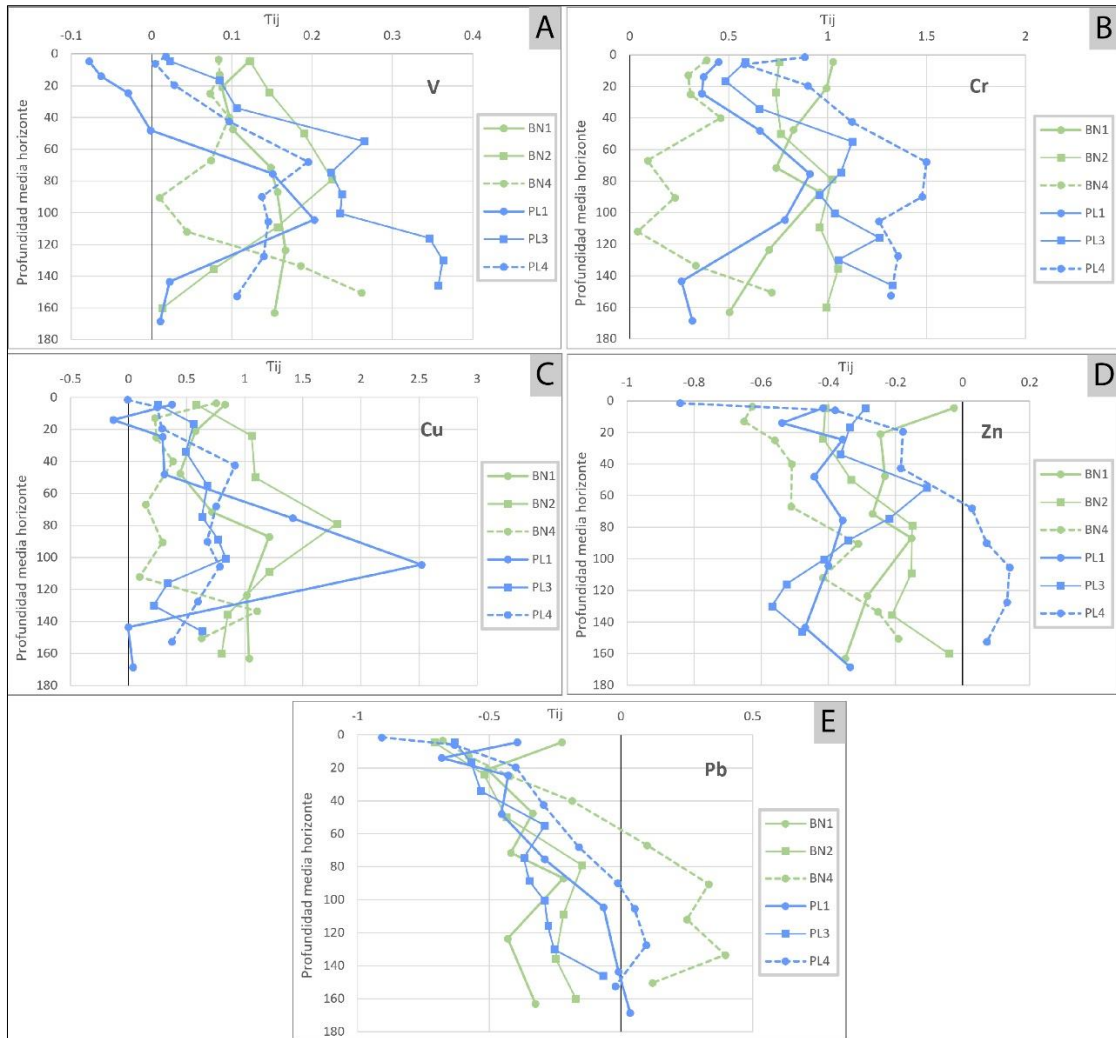 A
Tij
0 0.1 0.2 0.3 0.4
Profundidad media horizonte
0
20
40
60
80
100
120
140
160
180
V
BN1
BN2
BN4
PL1
PL3
PL4
B
Tij
0 0.5 1 1.5 2
Profundidad media horizonte
0
20
40
60
80
100
120
140
160
180
Cr
BN1
BN2
BN4
PL1
PL3
PL4
C
Tij
-0.5 0 0.5 1 1.5 2 2.5 3
Profundidad media horizonte
0
20
40
60
80
100
120
140
160
180
Cu
BN1
BN2
BN4
PL1
PL3
PL4
D
Tij
-1 -0.8 -0.6 -0.4 -0.2 0 0.2
Profundidad media horizonte
0
20
40
60
80
100
120
140
160
180
Zn
BN1
BN2
BN4
PL1
PL3
PL4
E
Tij
-1 -0.5 0 0.5
Profundidad media horizonte
0
20
40
60
80
100
120
140
160
180
Pb
BN1
BN2
BN4
PL1
PL3
PL4